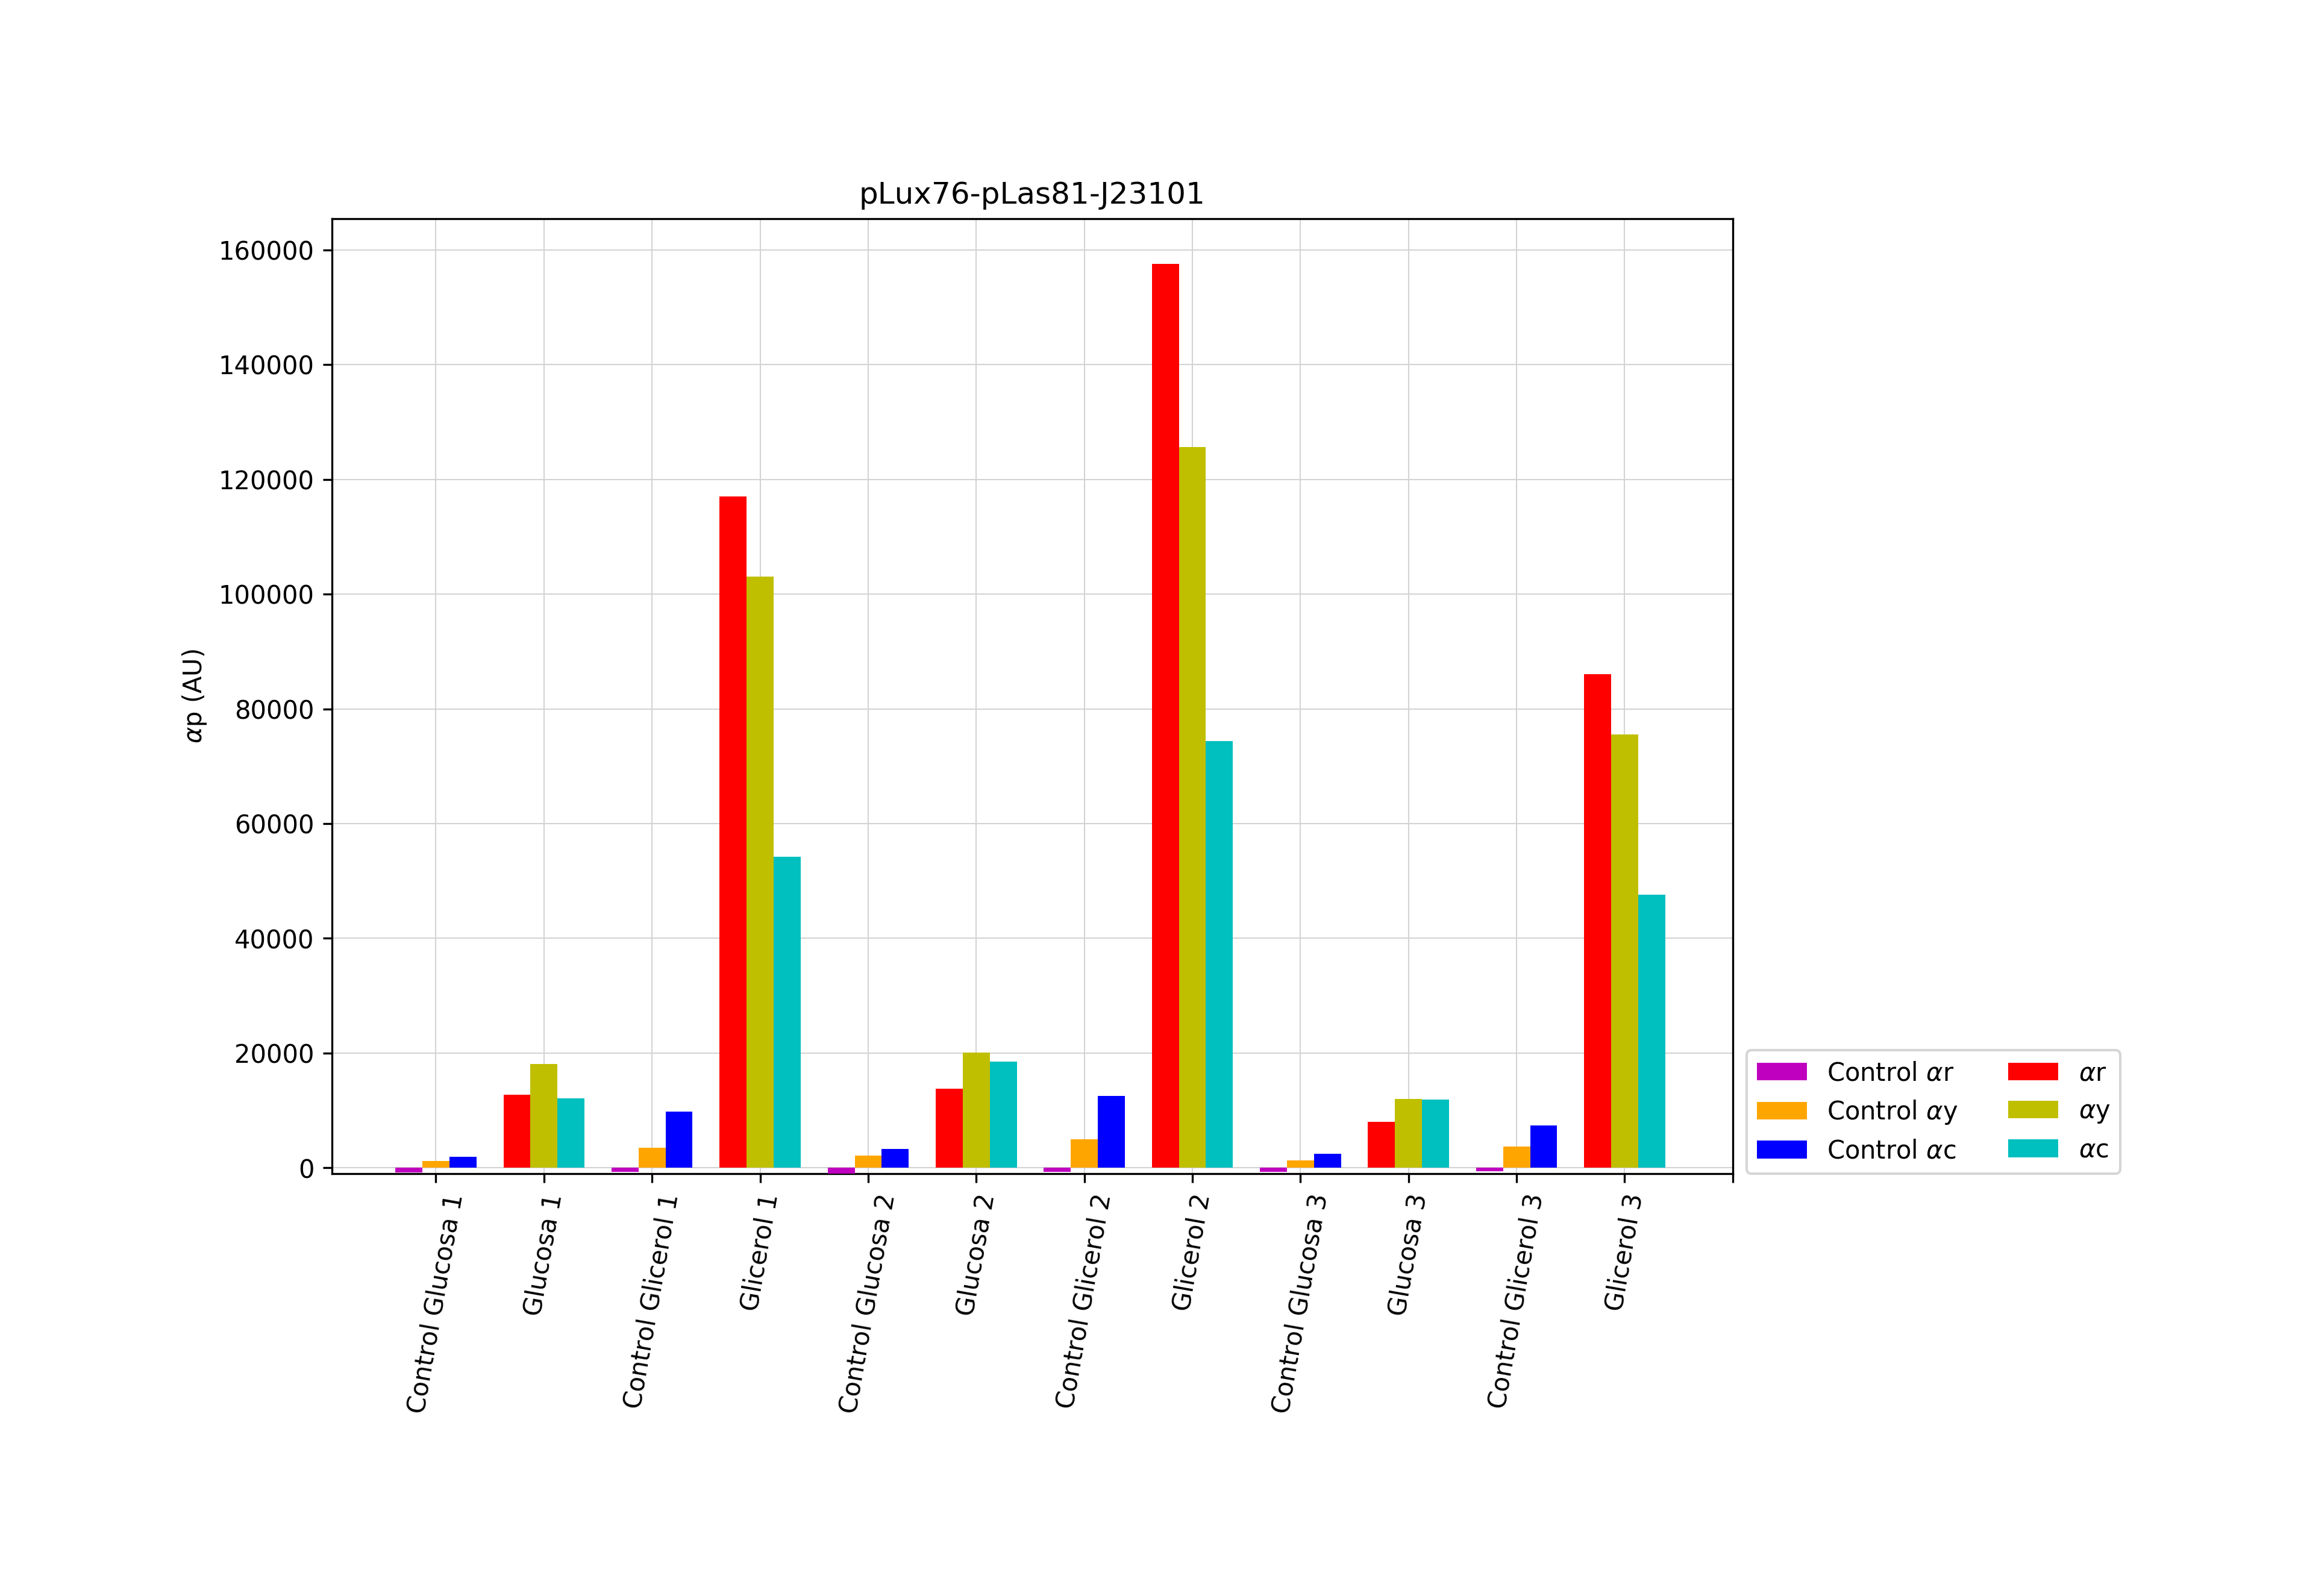 pLux76-pLas81-J23101
αp (AU)
160000
140000
120000
100000
80000
60000
40000
20000
0
Control Glucosa 1
Glucosa 1
Control Glicerol 1
Glicerol 1
Control Glucosa 2
Glucosa 2
Control Glicerol 2
Glicerol 2
Control Glucosa 3
Glucosa 3
Control Glicerol 3
Glicerol 3
Control αr
Control αy
Control αc
αr
αy
αc